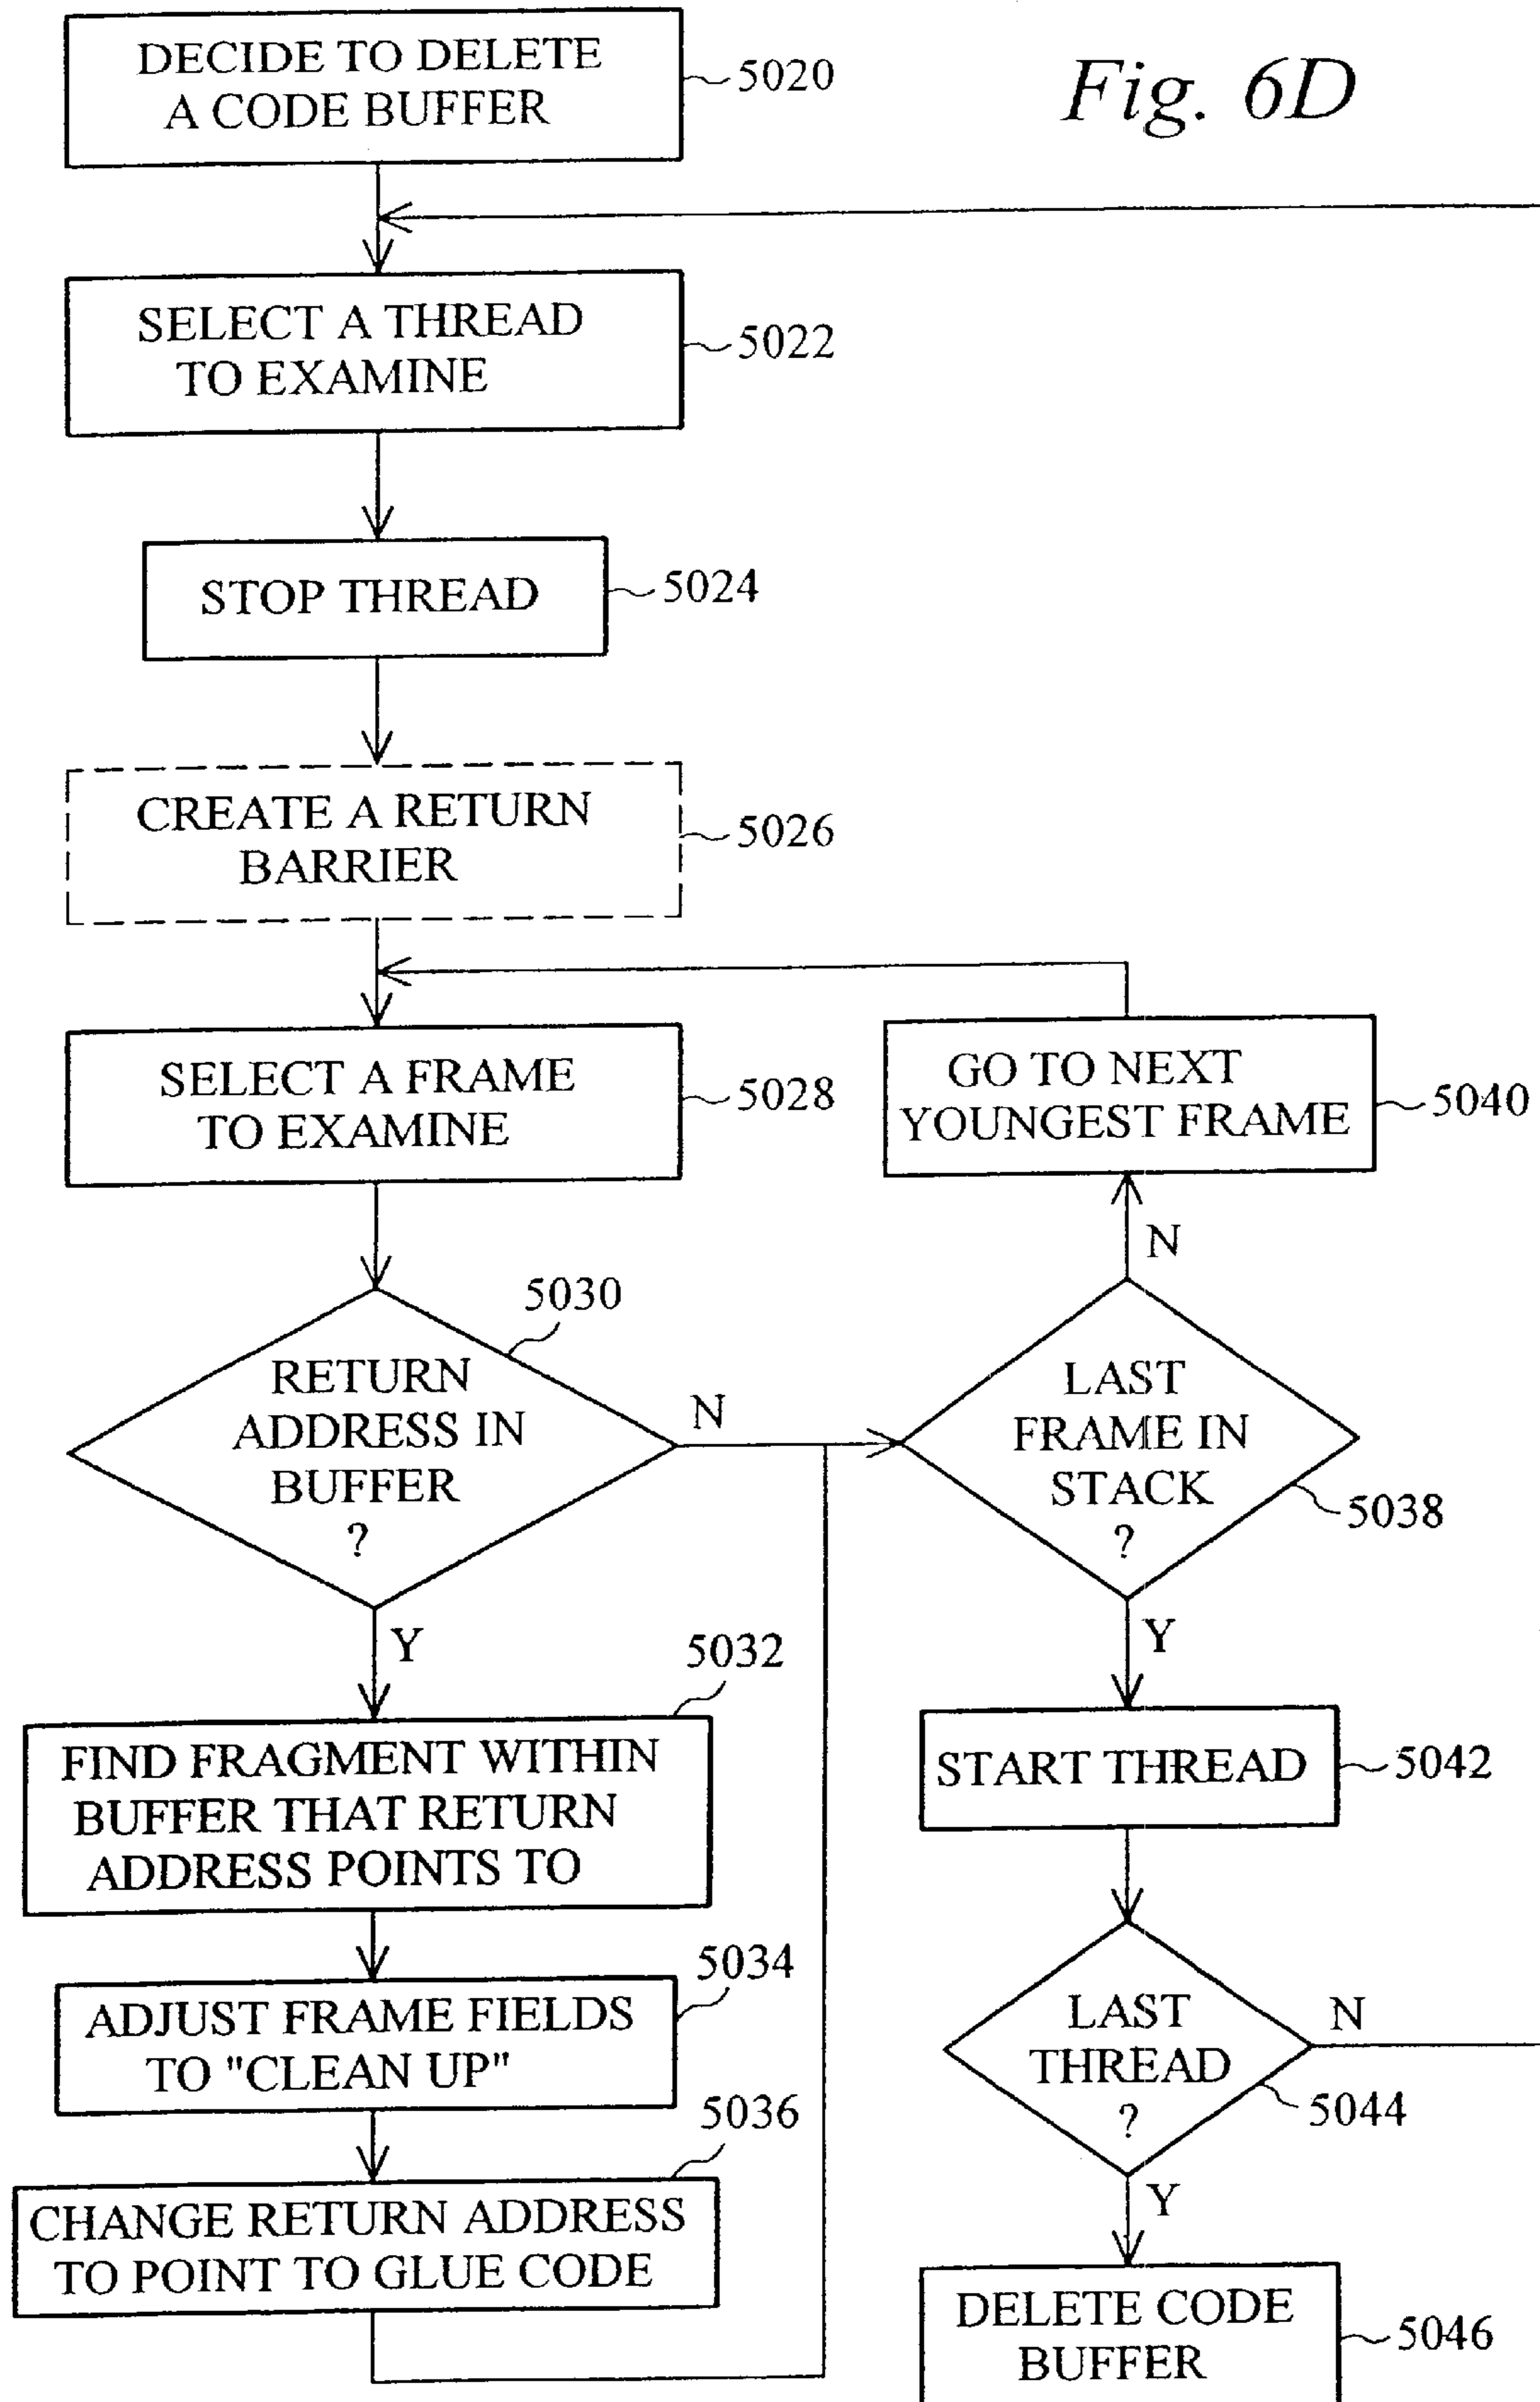 Fig. 6D
DECIDE TO DELETE
A CODE BUFFER
5020
SELECT A THREAD
TO EXAMINE
5022
STOP THREAD
5024
CREATE A RETURN
BARRIER
5026
SELECT A FRAME
TO EXAMINE
5028
GO TO NEXT
YOUNGEST FRAME
5040
N
5030
RETURN
ADDRESS IN
BUFFER
?
N
LAST
FRAME IN
STACK
?
5038
Y
Y
5032
FIND FRAGMENT WITHIN
BUFFER THAT RETURN
ADDRESS POINTS TO
START THREAD
5042
5034
ADJUST FRAME FIELDS
TO "CLEAN UP"
LAST
THREAD
?
N
5044
5036
CHANGE RETURN ADDRESS
TO POINT TO GLUE CODE
Y
DELETE CODE
BUFFER
5046